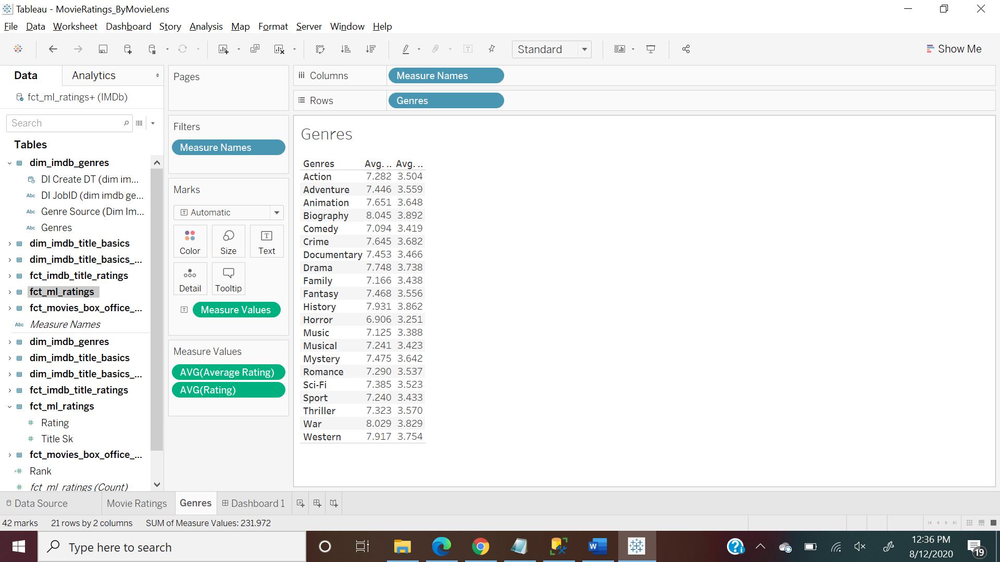 Tableau - MovieRatings_ByMovieLens
File Data Worksheet Dashboard Story Analysis Map Format Server Window Help
Standard
Show Me
Data Analytics
fct_ml_ratings+ (IMDb)
Search
Tables
dim_imdb_genres
DI Create DT (dim im...
Abc DI JobID (dim imdb ge...
Abc Genre Source (Dim Im...
Abc Genres
dim_imdb_title_basics
dim_imdb_title_basics_...
fct_imdb_title_ratings
fct_ml_ratings
fct_movies_box_office_...
Abc Measure Names
dim_imdb_genres
dim_imdb_title_basics
dim_imdb_title_basics_...
fct_imdb_title_ratings
fct_ml_ratings
# Rating
# Title Sk
fct_movies_box_office_...
=# Rank
# fct_ml_ratings (Count)
Pages
Filters
Measure Names
Marks
T Automatic
Color Size Text
Detail Tooltip
T Measure Values
Measure Values
AVG(Average Rating)
AVG(Rating)
Columns Measure Names
Rows Genres
Genres
Genres Avg. .. Avg. ..
Action 7.282 3.504
Adventure 7.446 3.559
Animation 7.651 3.648
Biography 8.045 3.892
Comedy 7.094 3.419
Crime 7.645 3.682
Documentary 7.453 3.466
Drama 7.748 3.738
Family 7.166 3.438
Fantasy 7.468 3.556
History 7.931 3.862
Horror 6.906 3.251
Music 7.125 3.388
Musical 7.241 3.423
Mystery 7.475 3.642
Romance 7.290 3.537
Sci-Fi 7.385 3.523
Sport 7.240 3.433
Thriller 7.323 3.570
War 8.029 3.829
Western 7.917 3.754
Data Source Movie Ratings Genres Dashboard 1
42 marks 21 rows by 2 columns SUM of Measure Values: 231.972
Type here to search
12:36 PM
8/12/2020
19